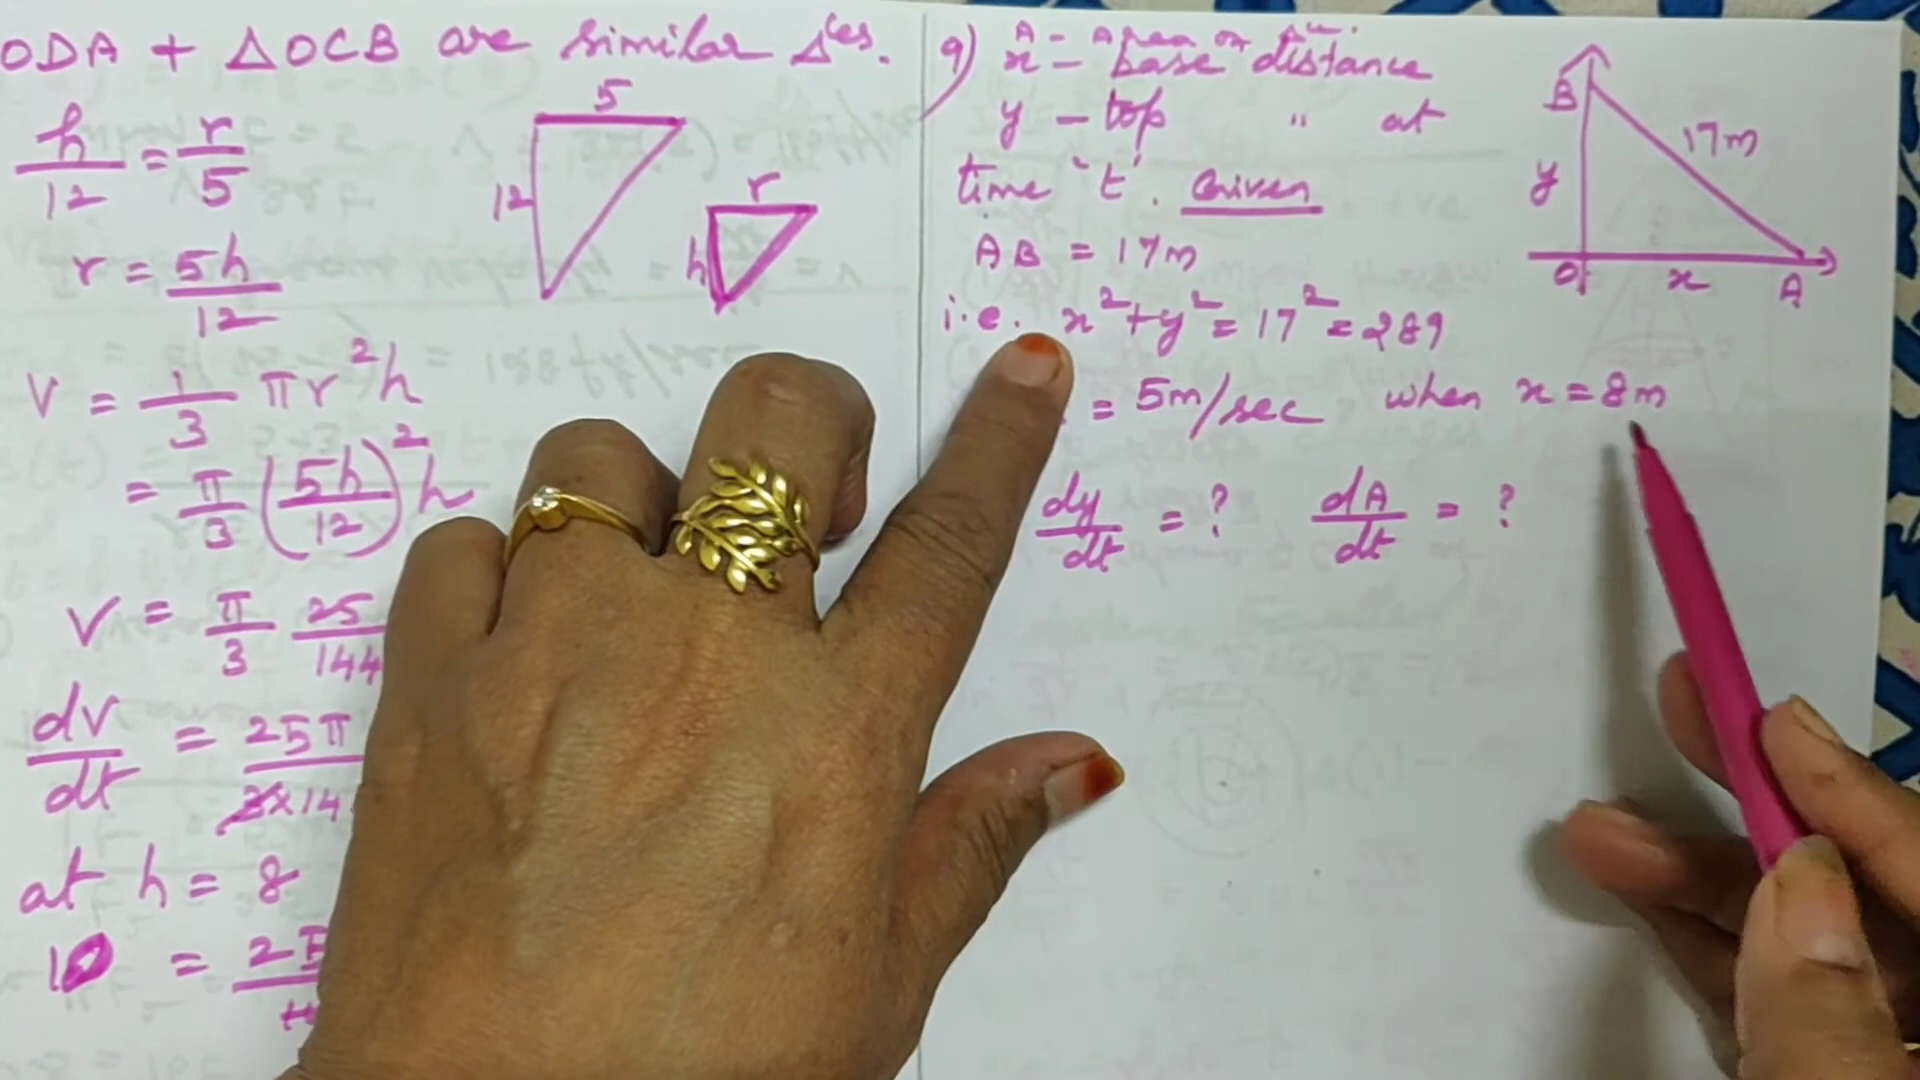 ODA + ΔOCB are similar Δles.
h/12 = r/5
5
12
r
h
r = 5h/12
V = 1/3 πr²h
= π/3 (5h/12)² h
V = π/3 25/144
dV/dt = 25π
at h = 8
9) A - Area of
x - base distance
y - top " at
time 't'. Given
AB = 17m
i.e. x² + y² = 17² = 289
= 5m/sec when x = 8m
dy/dt = ? dA/dt = ?
B
17m
y
O
x
A